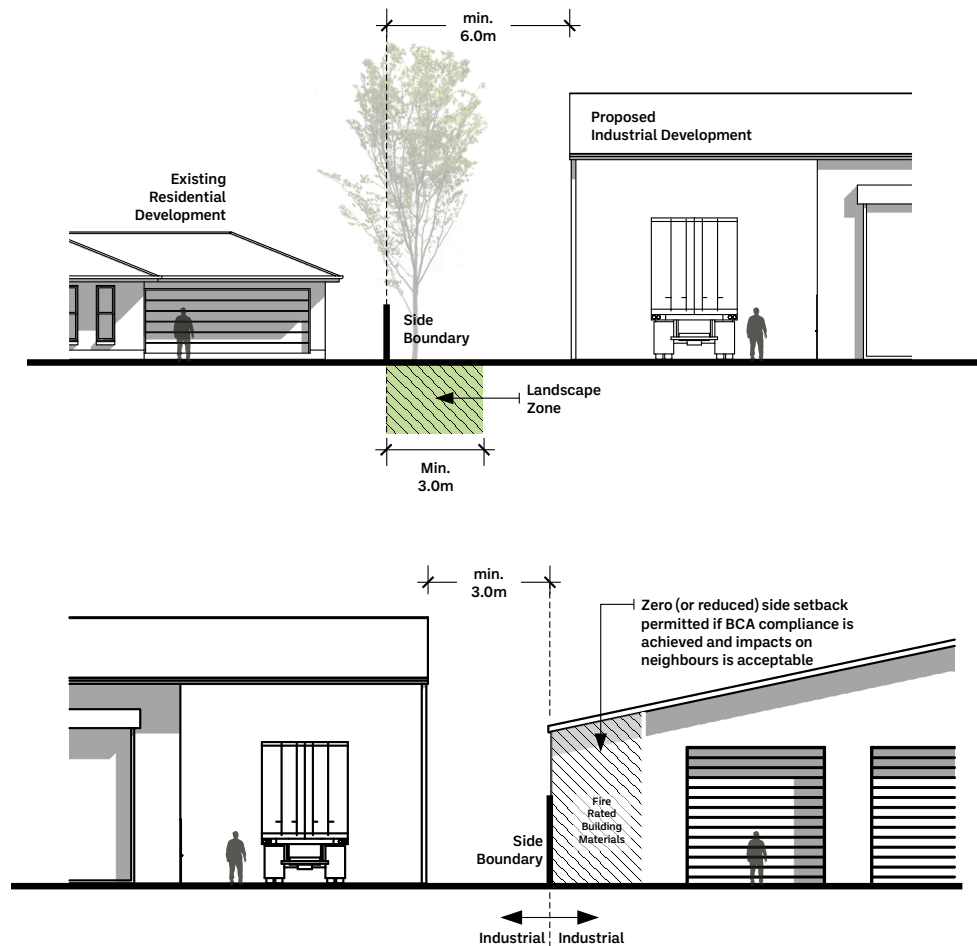 min.
6.0m
Proposed
Industrial Development
Existing
Residential
Development
Side
Boundary
Landscape
Zone
Min.
3.0m
min.
3.0m
Zero (or reduced) side setback
permitted if BCA compliance is
achieved and impacts on
neighbours is acceptable
Fire
Rated
Building
Materials
Side
Boundary
Industrial Industrial